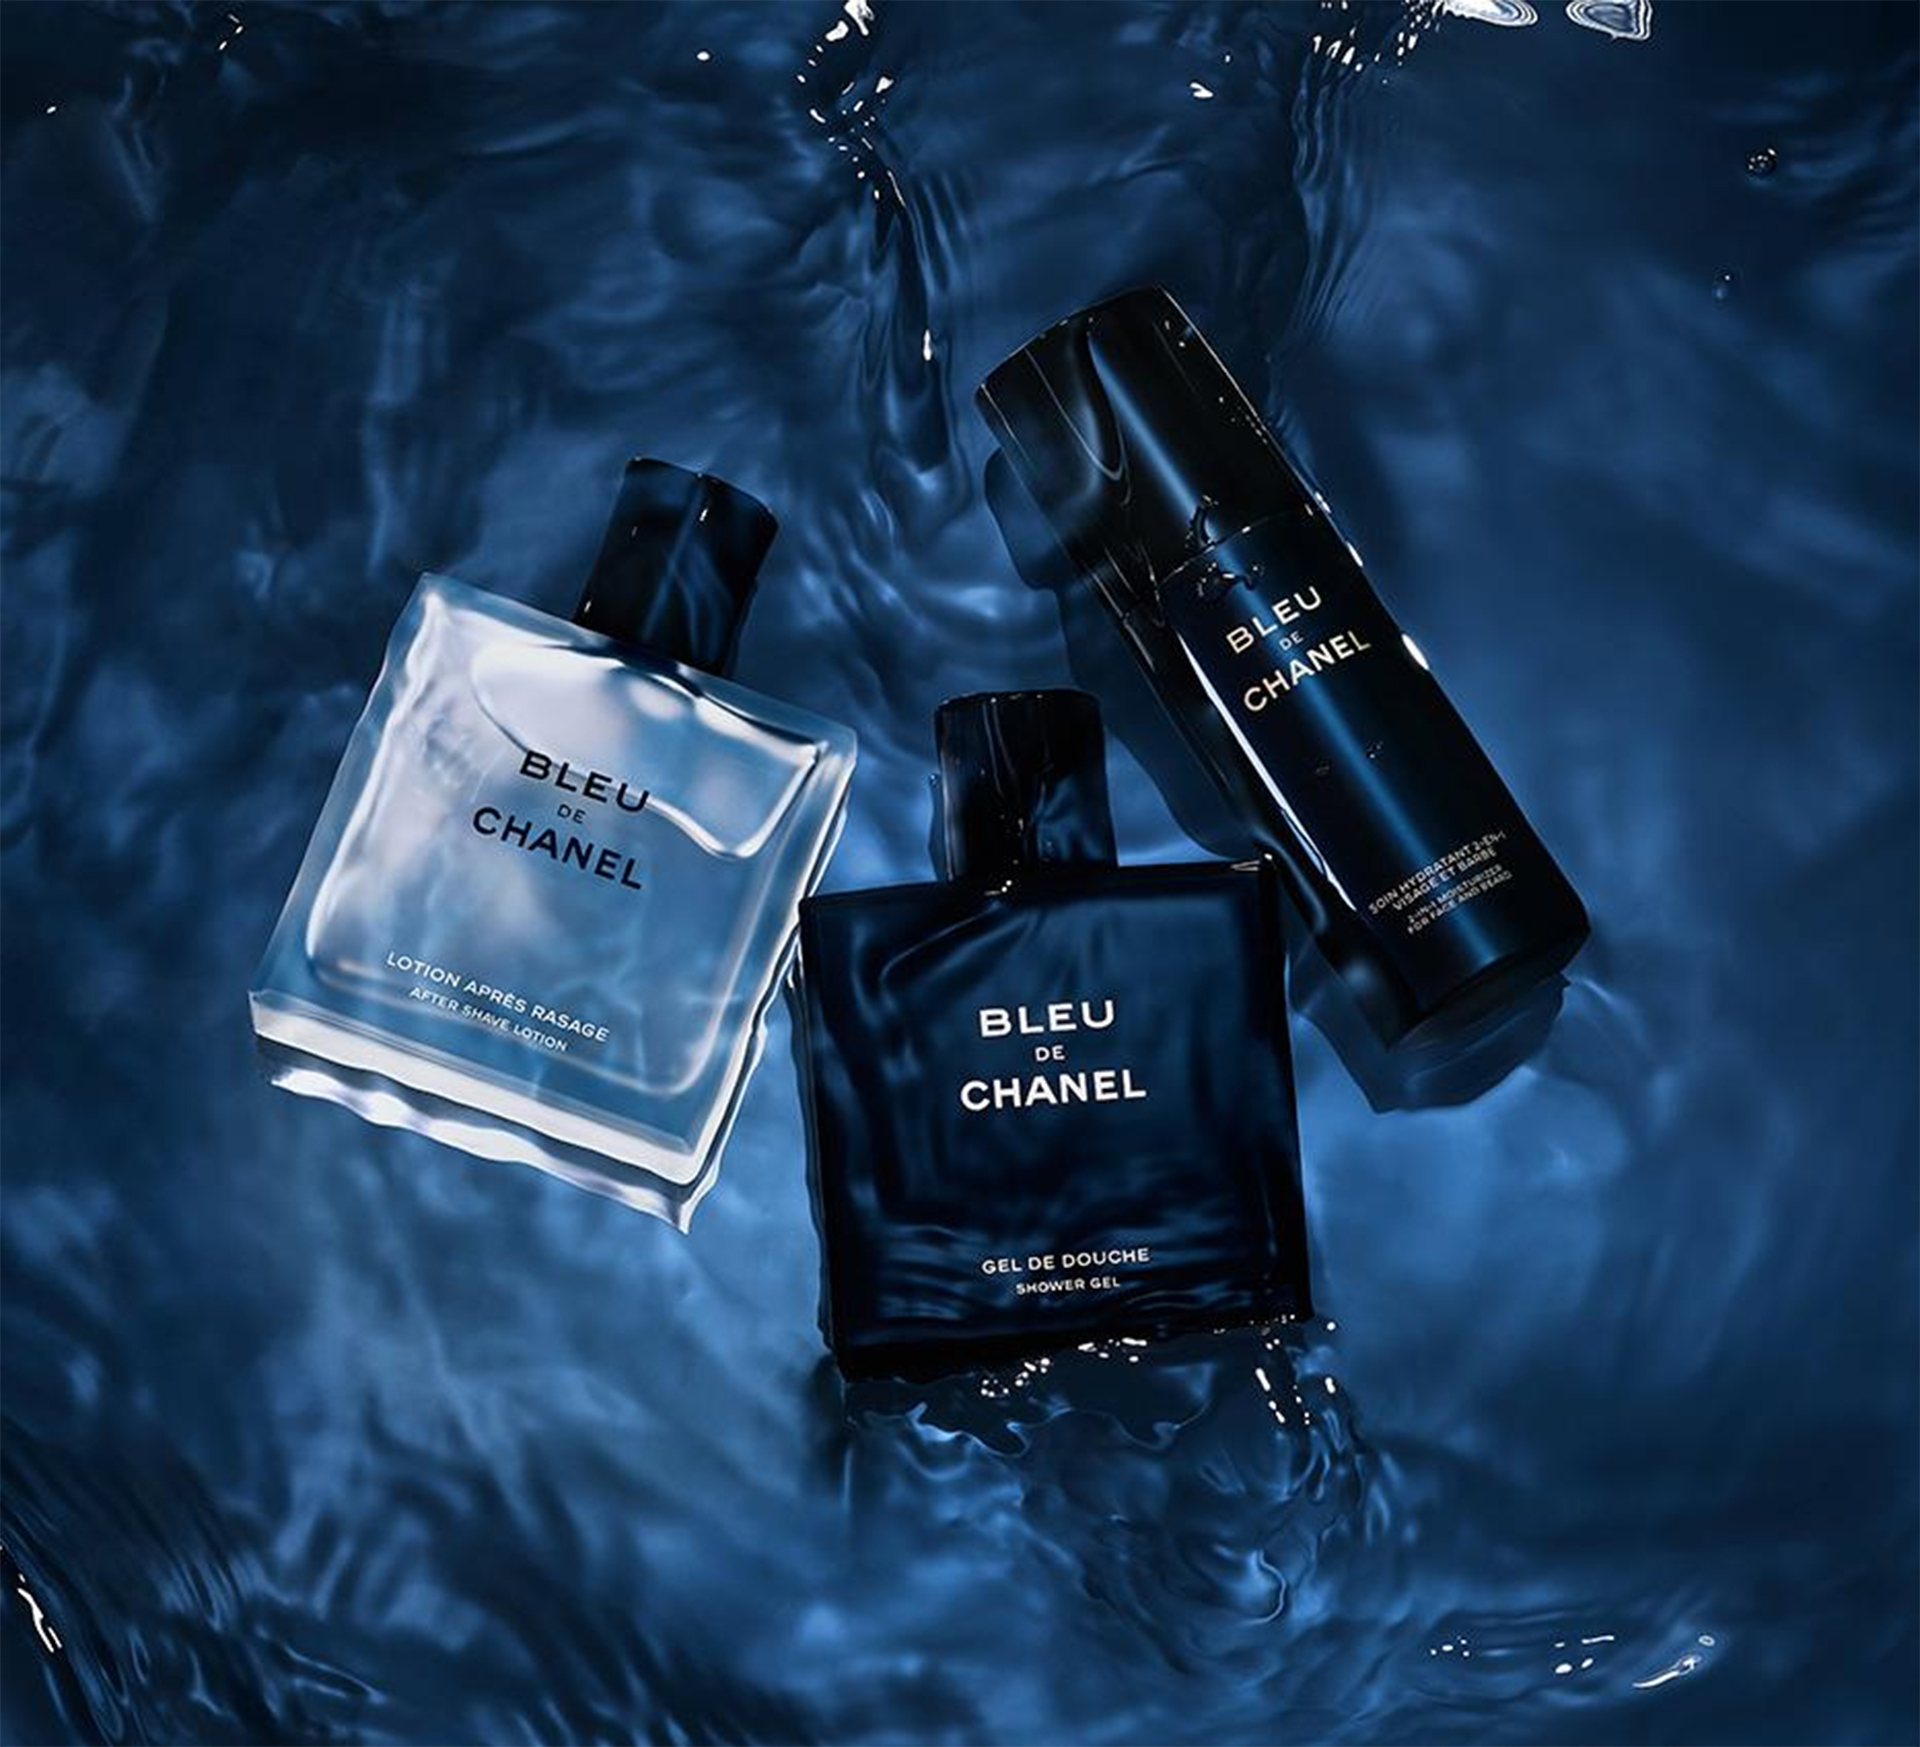 BLEU
DE
CHANEL
LOTION APRÈS RASAGE
AFTER SHAVE LOTION
BLEU
DE
CHANEL
GEL DE DOUCHE
SHOWER GEL
BLEU
DE
CHANEL
SOIN HYDRATANT 2-EN-1
VISAGE ET BARBE
2-IN-1 MOISTURIZER
FOR FACE AND BEARD